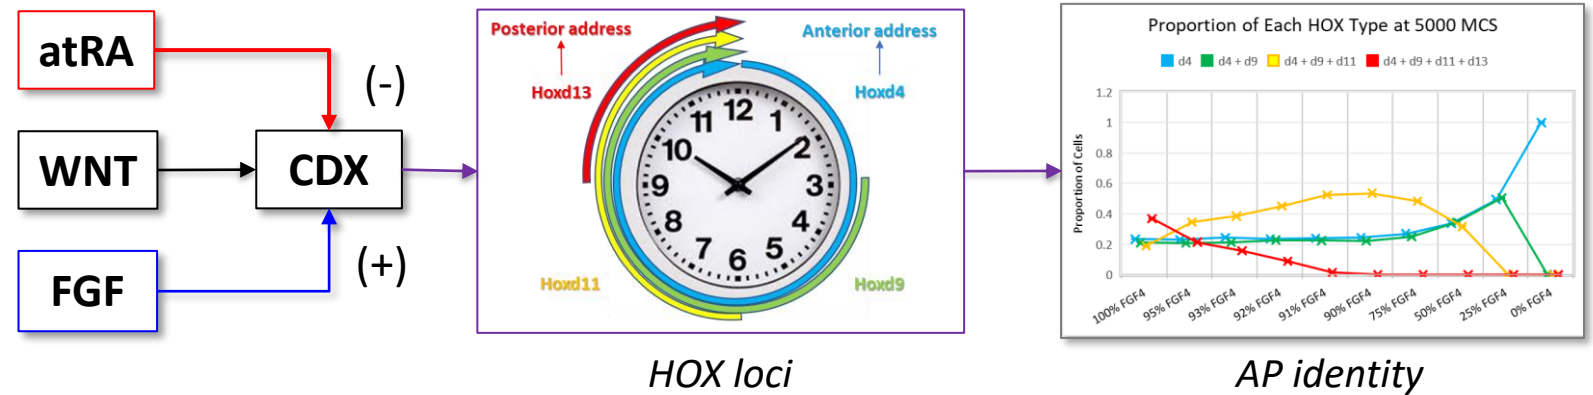 atRA
(-)
WNT
CDX
FGF
(+)
Posterior address
Anterior address
Hoxd13
Hoxd4
12
11
1
10
2
9
3
8
4
7
5
6
Hoxd11
Hoxd9
HOX loci
Proportion of Each HOX Type at 5000 MCS
d4 d4 + d9 d4 + d9 + d11 d4 + d9 + d11 + d13
Proportion of Cells
1.2
1
0.8
0.6
0.4
0.2
0
100% FGF4
95% FGF4
93% FGF4
92% FGF4
91% FGF4
90% FGF4
75% FGF4
50% FGF4
25% FGF4
0% FGF4
AP identity